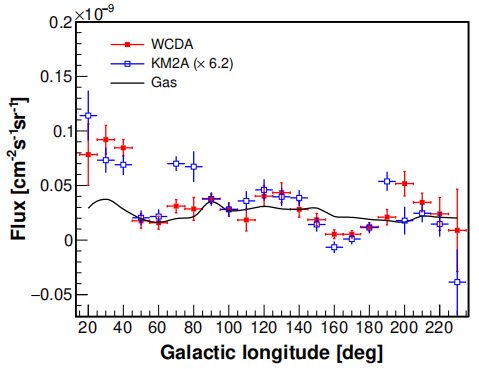 ×10⁻⁹
0.2
0.15
0.1
0.05
0
−0.05
Flux [cm⁻²s⁻¹sr⁻¹]
WCDA
KM2A (× 6.2)
Gas
20 40 60 80 100 120 140 160 180 200 220
Galactic longitude [deg]